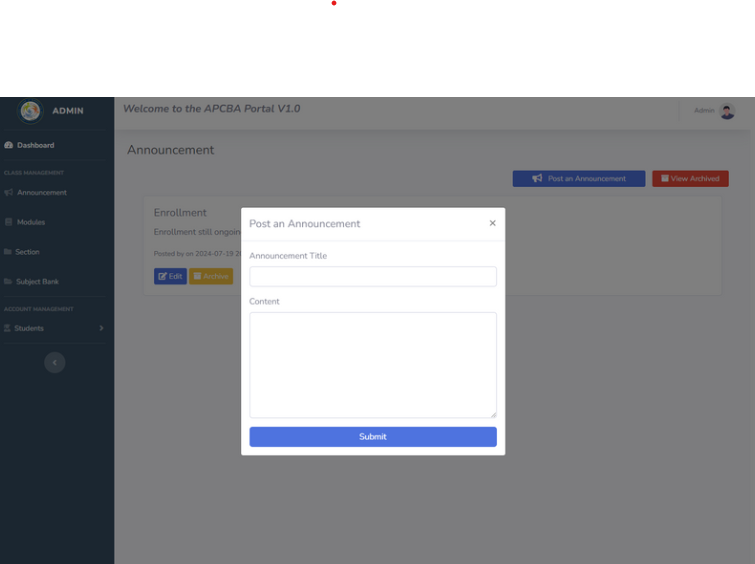 ADMIN
Welcome to the APCBA Portal V1.0
Admin
Dashboard
CLASS MANAGEMENT
Announcement
Modules
Section
Subject Bank
ACCOUNT MANAGEMENT
Students
Announcement
Post an Announcement
View Archived
Enrollment
Enrollment still ongoin
Posted by on 2024-07-19
Edit
Archive
Post an Announcement
Announcement Title
Content
Submit